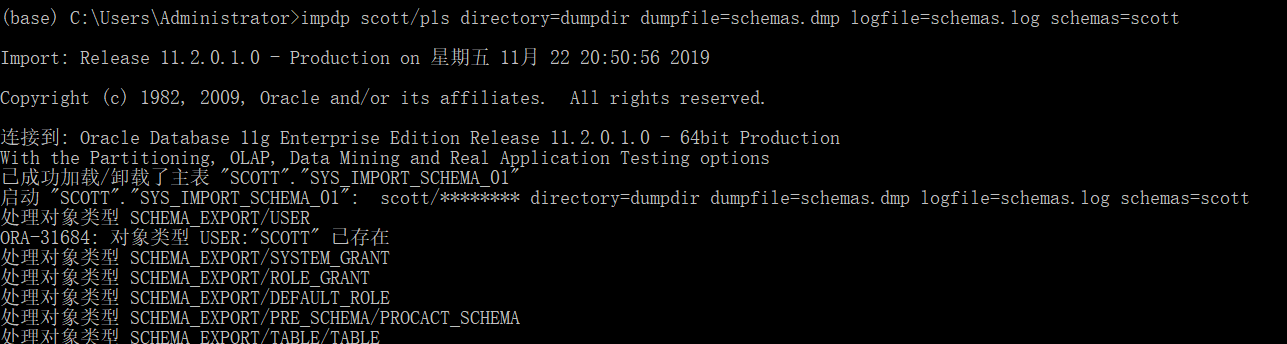 (base) C:\Users\Administrator>impdp scott/pls directory=dumpdir dumpfile=schemas.dmp logfile=schemas.log schemas=scott
Import: Release 11.2.0.1.0 - Production on 星期五 11月 22 20:50:56 2019
Copyright (c) 1982, 2009, Oracle and/or its affiliates.  All rights reserved.
连接到: Oracle Database 11g Enterprise Edition Release 11.2.0.1.0 - 64bit Production
With the Partitioning, OLAP, Data Mining and Real Application Testing options
已成功加载/卸载了主表 "SCOTT"."SYS_IMPORT_SCHEMA_01"
启动 "SCOTT"."SYS_IMPORT_SCHEMA_01":  scott/******** directory=dumpdir dumpfile=schemas.dmp logfile=schemas.log schemas=scott
处理对象类型 SCHEMA_EXPORT/USER
ORA-31684: 对象类型 USER:"SCOTT" 已存在
处理对象类型 SCHEMA_EXPORT/SYSTEM_GRANT
处理对象类型 SCHEMA_EXPORT/ROLE_GRANT
处理对象类型 SCHEMA_EXPORT/DEFAULT_ROLE
处理对象类型 SCHEMA_EXPORT/PRE_SCHEMA/PROCACT_SCHEMA
处理对象类型 SCHEMA_EXPORT/TABLE/TABLE